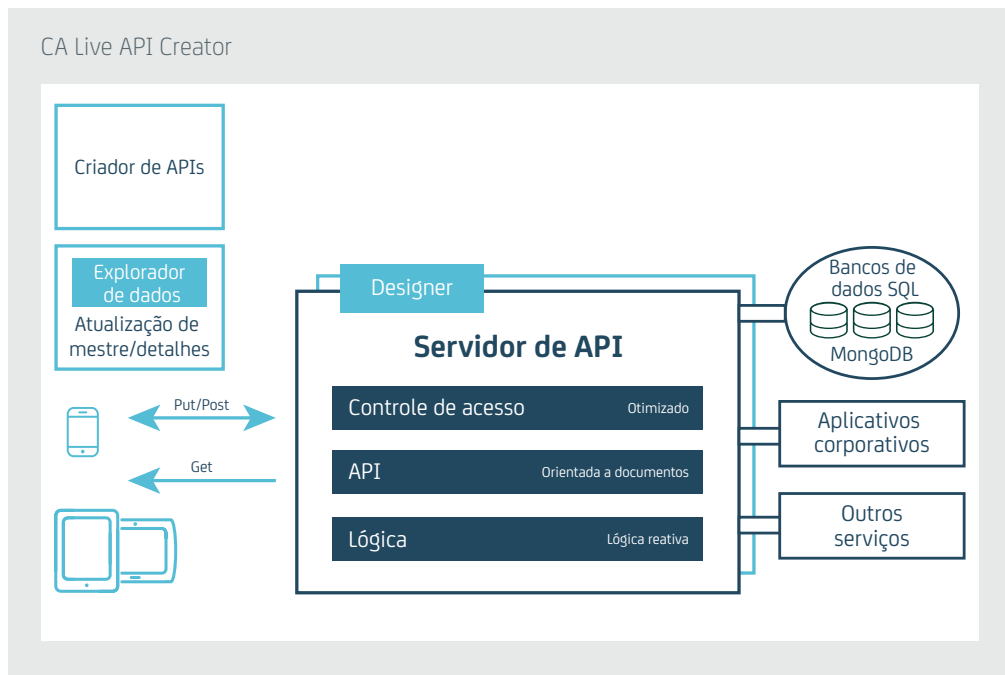 CA Live API Creator
Criador de APIs
Explorador
de dados
Atualização de
mestre/detalhes
Put/Post
Get
Designer
Servidor de API
Controle de acesso Otimizado
API Orientada a documentos
Lógica Lógica reativa
Bancos de
dados SQL
MongoDB
Aplicativos
corporativos
Outros
serviços